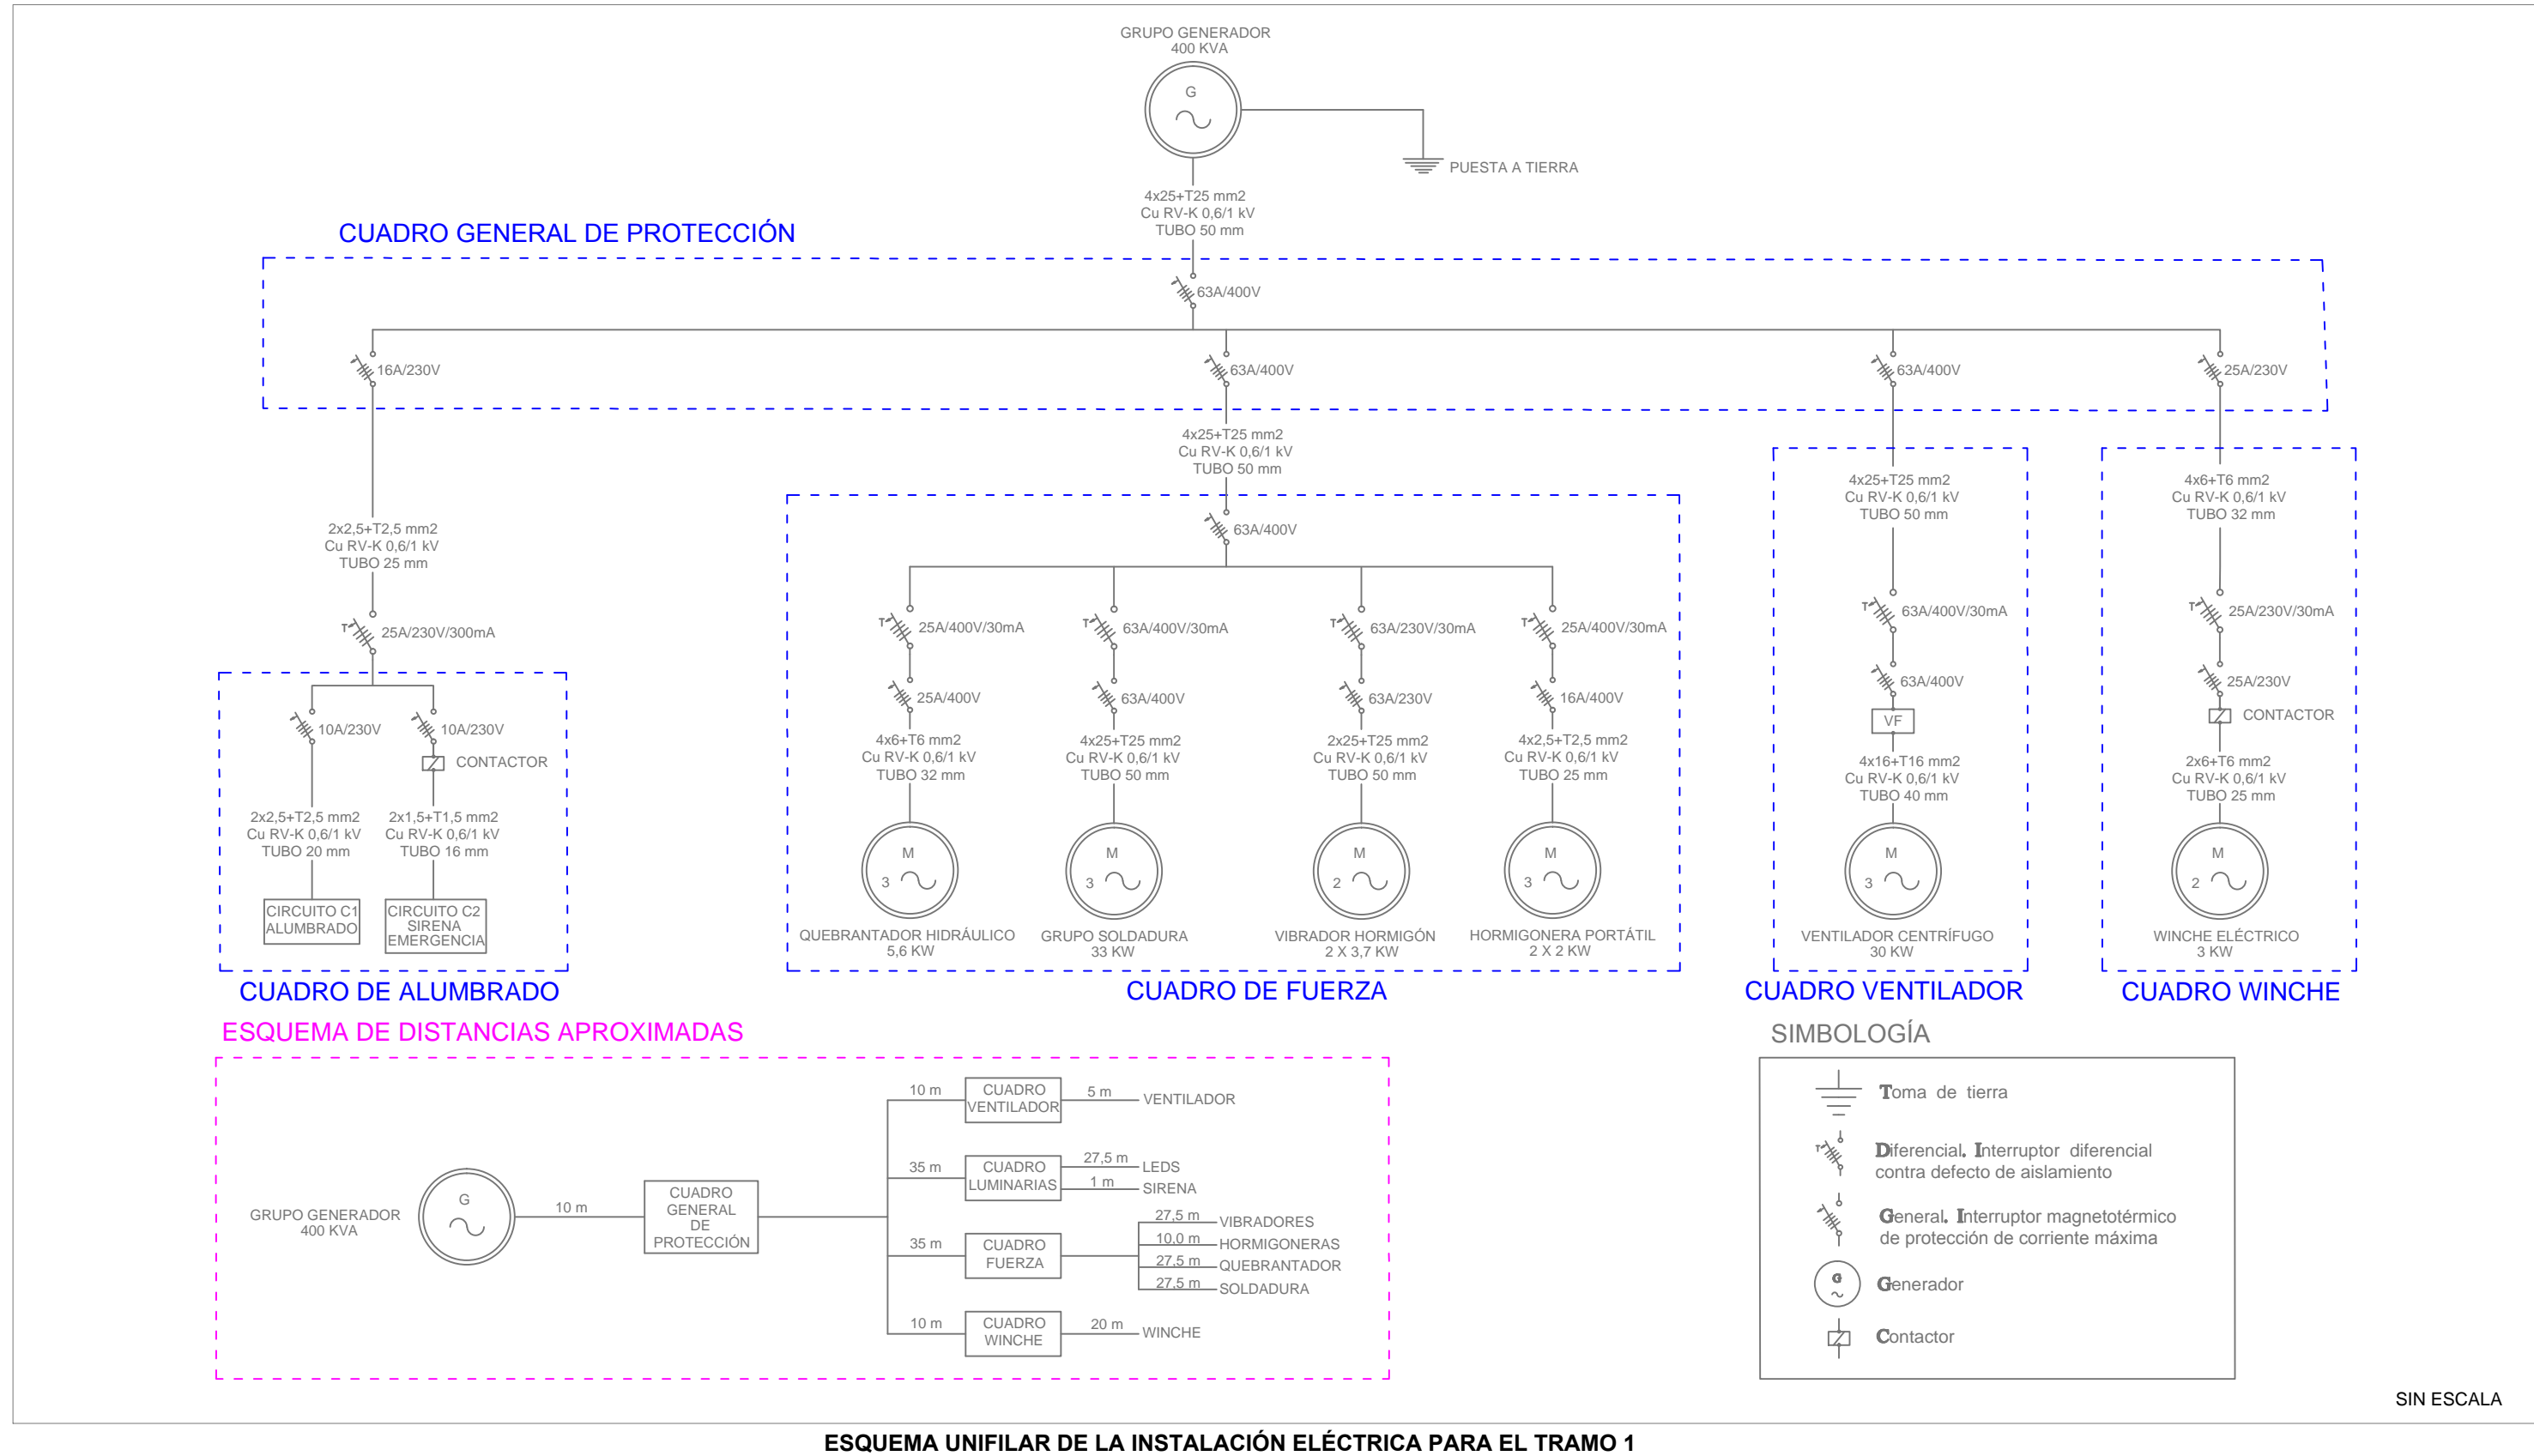 GRUPO GENERADOR
400 KVA
G
PUESTA A TIERRA
4x25+T25 mm2
Cu RV-K 0,6/1 kV
TUBO 50 mm
CUADRO GENERAL DE PROTECCIÓN
63A/400V
16A/230V
63A/400V
63A/400V
25A/230V
2x2,5+T2,5 mm2
Cu RV-K 0,6/1 kV
TUBO 25 mm
T
25A/230V/300mA
10A/230V
10A/230V
CONTACTOR
2x2,5+T2,5 mm2
Cu RV-K 0,6/1 kV
TUBO 20 mm
2x1,5+T1,5 mm2
Cu RV-K 0,6/1 kV
TUBO 16 mm
CIRCUITO C1
ALUMBRADO
CIRCUITO C2
SIRENA
EMERGENCIA
CUADRO DE ALUMBRADO
4x25+T25 mm2
Cu RV-K 0,6/1 kV
TUBO 50 mm
63A/400V
T
25A/400V/30mA
25A/400V
4x6+T6 mm2
Cu RV-K 0,6/1 kV
TUBO 32 mm
M
3
QUEBRANTADOR HIDRÁULICO
5,6 KW
T
63A/400V/30mA
63A/400V
4x25+T25 mm2
Cu RV-K 0,6/1 kV
TUBO 50 mm
M
3
GRUPO SOLDADURA
33 KW
T
63A/230V/30mA
63A/230V
2x25+T25 mm2
Cu RV-K 0,6/1 kV
TUBO 50 mm
M
2
VIBRADOR HORMIGÓN
2 X 3,7 KW
T
25A/400V/30mA
16A/400V
4x2,5+T2,5 mm2
Cu RV-K 0,6/1 kV
TUBO 25 mm
M
3
HORMIGONERA PORTÁTIL
2 X 2 KW
CUADRO DE FUERZA
4x25+T25 mm2
Cu RV-K 0,6/1 kV
TUBO 50 mm
T
63A/400V/30mA
63A/400V
VF
4x16+T16 mm2
Cu RV-K 0,6/1 kV
TUBO 40 mm
M
3
VENTILADOR CENTRÍFUGO
30 KW
CUADRO VENTILADOR
4x6+T6 mm2
Cu RV-K 0,6/1 kV
TUBO 32 mm
T
25A/230V/30mA
25A/230V
CONTACTOR
2x6+T6 mm2
Cu RV-K 0,6/1 kV
TUBO 25 mm
M
2
WINCHE ELÉCTRICO
3 KW
CUADRO WINCHE
ESQUEMA DE DISTANCIAS APROXIMADAS
GRUPO GENERADOR
400 KVA
G
10 m
CUADRO
GENERAL
DE
PROTECCIÓN
10 m
CUADRO
VENTILADOR
5 m
VENTILADOR
35 m
CUADRO
LUMINARIAS
27,5 m
LEDS
1 m
SIRENA
35 m
CUADRO
FUERZA
27,5 m
VIBRADORES
10,0 m
HORMIGONERAS
27,5 m
QUEBRANTADOR
27,5 m
SOLDADURA
10 m
CUADRO
WINCHE
20 m
WINCHE
SIMBOLOGÍA
Toma de tierra
T
Diferencial. Interruptor diferencial
contra defecto de aislamiento
General. Interruptor magnetotérmico
de protección de corriente máxima
G
Generador
Contactor
SIN ESCALA
ESQUEMA UNIFILAR DE LA INSTALACIÓN ELÉCTRICA PARA EL TRAMO 1